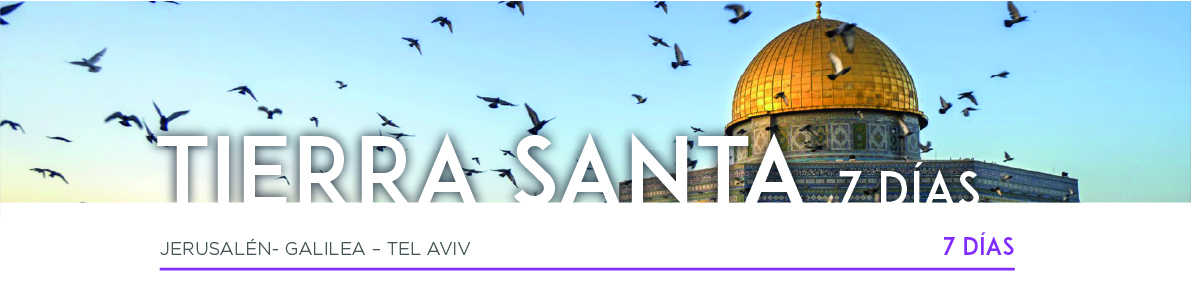 TIERRA SANTA 7 DÍAS
JERUSALÉN- GALILEA – TEL AVIV 7 DÍAS